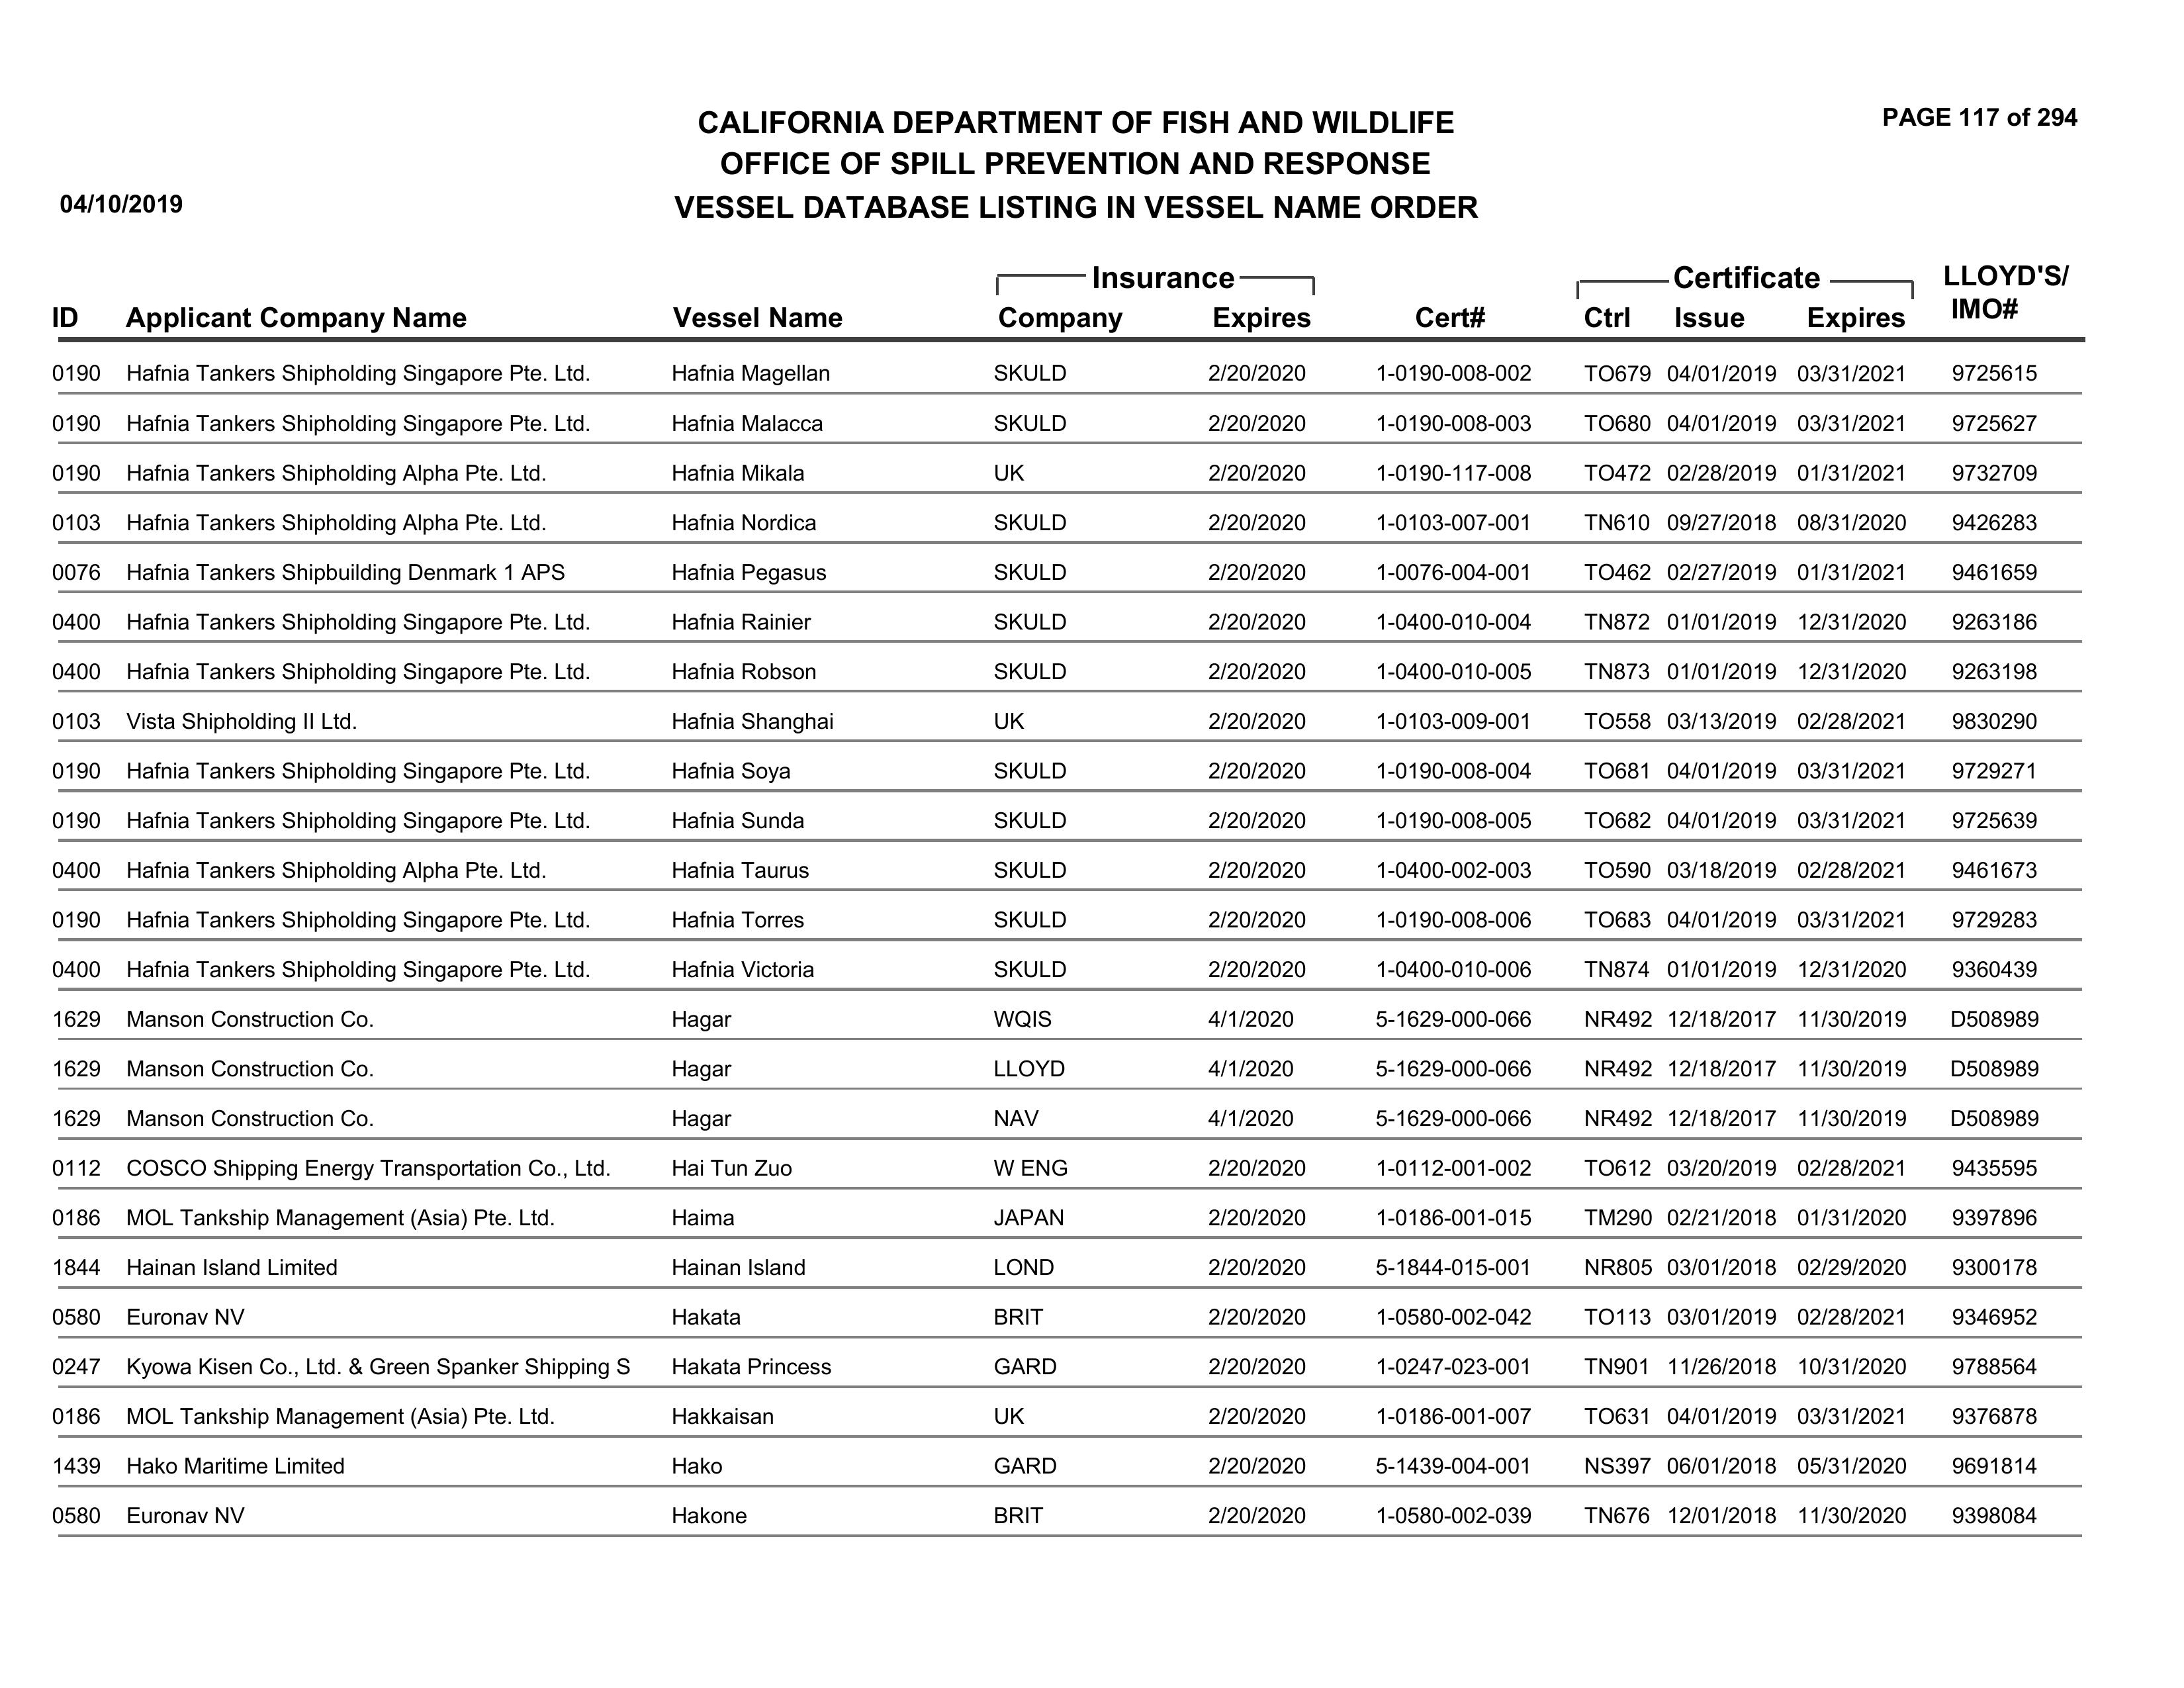 PAGE 117 of 294
CALIFORNIA DEPARTMENT OF FISH AND WILDLIFE
OFFICE OF SPILL PREVENTION AND RESPONSE
04/10/2019 VESSEL DATABASE LISTING IN VESSEL NAME ORDER
Insurance Certificate LLOYD'S/
ID Applicant Company Name Vessel Name Company Expires Cert# Ctrl Issue Expires IMO#
0190 Hafnia Tankers Shipholding Singapore Pte. Ltd. Hafnia Magellan SKULD 2/20/2020 1-0190-008-002 TO679 04/01/2019 03/31/2021 9725615
0190 Hafnia Tankers Shipholding Singapore Pte. Ltd. Hafnia Malacca SKULD 2/20/2020 1-0190-008-003 TO680 04/01/2019 03/31/2021 9725627
0190 Hafnia Tankers Shipholding Alpha Pte. Ltd. Hafnia Mikala UK 2/20/2020 1-0190-117-008 TO472 02/28/2019 01/31/2021 9732709
0103 Hafnia Tankers Shipholding Alpha Pte. Ltd. Hafnia Nordica SKULD 2/20/2020 1-0103-007-001 TN610 09/27/2018 08/31/2020 9426283
0076 Hafnia Tankers Shipbuilding Denmark 1 APS Hafnia Pegasus SKULD 2/20/2020 1-0076-004-001 TO462 02/27/2019 01/31/2021 9461659
0400 Hafnia Tankers Shipholding Singapore Pte. Ltd. Hafnia Rainier SKULD 2/20/2020 1-0400-010-004 TN872 01/01/2019 12/31/2020 9263186
0400 Hafnia Tankers Shipholding Singapore Pte. Ltd. Hafnia Robson SKULD 2/20/2020 1-0400-010-005 TN873 01/01/2019 12/31/2020 9263198
0103 Vista Shipholding II Ltd. Hafnia Shanghai UK 2/20/2020 1-0103-009-001 TO558 03/13/2019 02/28/2021 9830290
0190 Hafnia Tankers Shipholding Singapore Pte. Ltd. Hafnia Soya SKULD 2/20/2020 1-0190-008-004 TO681 04/01/2019 03/31/2021 9729271
0190 Hafnia Tankers Shipholding Singapore Pte. Ltd. Hafnia Sunda SKULD 2/20/2020 1-0190-008-005 TO682 04/01/2019 03/31/2021 9725639
0400 Hafnia Tankers Shipholding Alpha Pte. Ltd. Hafnia Taurus SKULD 2/20/2020 1-0400-002-003 TO590 03/18/2019 02/28/2021 9461673
0190 Hafnia Tankers Shipholding Singapore Pte. Ltd. Hafnia Torres SKULD 2/20/2020 1-0190-008-006 TO683 04/01/2019 03/31/2021 9729283
0400 Hafnia Tankers Shipholding Singapore Pte. Ltd. Hafnia Victoria SKULD 2/20/2020 1-0400-010-006 TN874 01/01/2019 12/31/2020 9360439
1629 Manson Construction Co. Hagar WQIS 4/1/2020 5-1629-000-066 NR492 12/18/2017 11/30/2019 D508989
1629 Manson Construction Co. Hagar LLOYD 4/1/2020 5-1629-000-066 NR492 12/18/2017 11/30/2019 D508989
1629 Manson Construction Co. Hagar NAV 4/1/2020 5-1629-000-066 NR492 12/18/2017 11/30/2019 D508989
0112 COSCO Shipping Energy Transportation Co., Ltd. Hai Tun Zuo W ENG 2/20/2020 1-0112-001-002 TO612 03/20/2019 02/28/2021 9435595
0186 MOL Tankship Management (Asia) Pte. Ltd. Haima JAPAN 2/20/2020 1-0186-001-015 TM290 02/21/2018 01/31/2020 9397896
1844 Hainan Island Limited Hainan Island LOND 2/20/2020 5-1844-015-001 NR805 03/01/2018 02/29/2020 9300178
0580 Euronav NV Hakata BRIT 2/20/2020 1-0580-002-042 TO113 03/01/2019 02/28/2021 9346952
0247 Kyowa Kisen Co., Ltd. & Green Spanker Shipping S Hakata Princess GARD 2/20/2020 1-0247-023-001 TN901 11/26/2018 10/31/2020 9788564
0186 MOL Tankship Management (Asia) Pte. Ltd. Hakkaisan UK 2/20/2020 1-0186-001-007 TO631 04/01/2019 03/31/2021 9376878
1439 Hako Maritime Limited Hako GARD 2/20/2020 5-1439-004-001 NS397 06/01/2018 05/31/2020 9691814
0580 Euronav NV Hakone BRIT 2/20/2020 1-0580-002-039 TN676 12/01/2018 11/30/2020 9398084